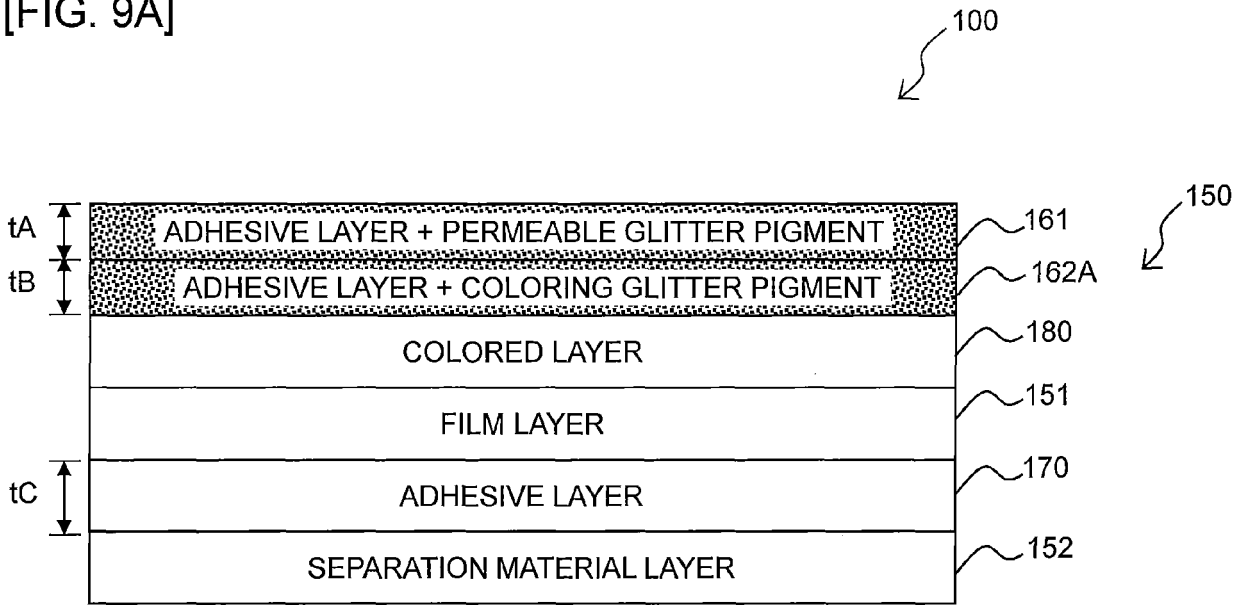 [FIG. 9A]
100
150
tA
ADHESIVE LAYER + PERMEABLE GLITTER PIGMENT
161
tB
ADHESIVE LAYER + COLORING GLITTER PIGMENT
162A
COLORED LAYER
180
FILM LAYER
151
tC
ADHESIVE LAYER
170
SEPARATION MATERIAL LAYER
152